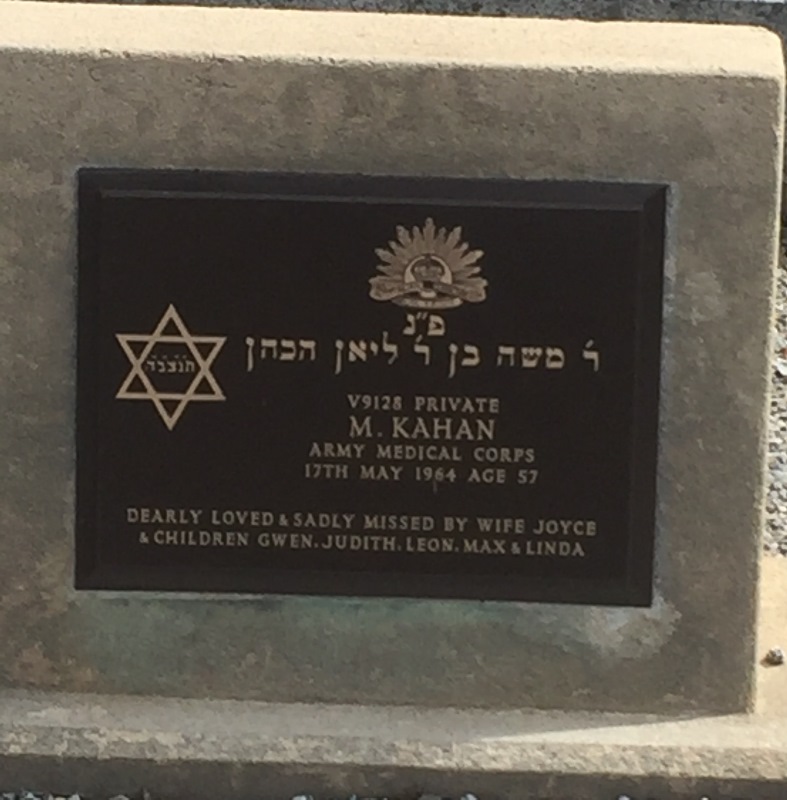 פ״נ
ר׳ משה בן ר׳ ליאן הכהן
תנצבה
V9128 PRIVATE
M. KAHAN
ARMY MEDICAL CORPS
17TH MAY 1964 AGE 57
DEARLY LOVED & SADLY MISSED BY WIFE JOYCE
& CHILDREN GWEN. JUDITH. LEON. MAX & LINDA